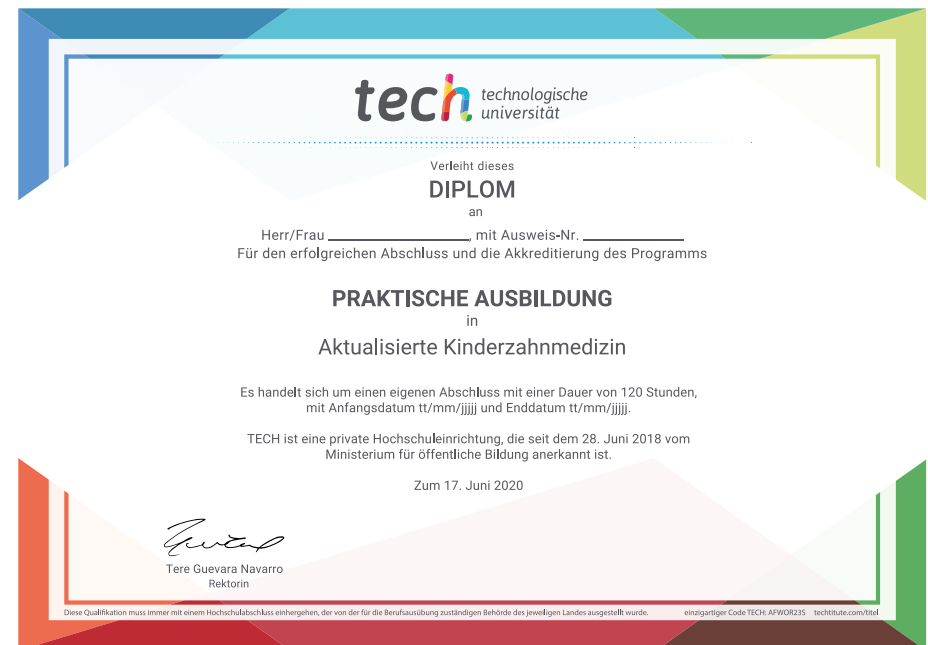 tech technologische
universität
Verleiht dieses
DIPLOM
an
Herr/Frau ____________________, mit Ausweis-Nr. ______________
Für den erfolgreichen Abschluss und die Akkreditierung des Programms
PRAKTISCHE AUSBILDUNG
in
Aktualisierte Kinderzahnmedizin
Es handelt sich um einen eigenen Abschluss mit einer Dauer von 120 Stunden,
mit Anfangsdatum tt/mm/jjjjj und Enddatum tt/mm/jjjjj.
TECH ist eine private Hochschuleinrichtung, die seit dem 28. Juni 2018 vom
Ministerium für öffentliche Bildung anerkannt ist.
Zum 17. Juni 2020
Tere Guevara Navarro
Rektorin
Diese Qualifikation muss immer mit einem Hochschulabschluss einhergehen, der von der für die Berufsausübung zuständigen Behörde des jeweiligen Landes ausgestellt wurde. einzigartiger Code TECH: AFWOR23S techtitute.com/titel